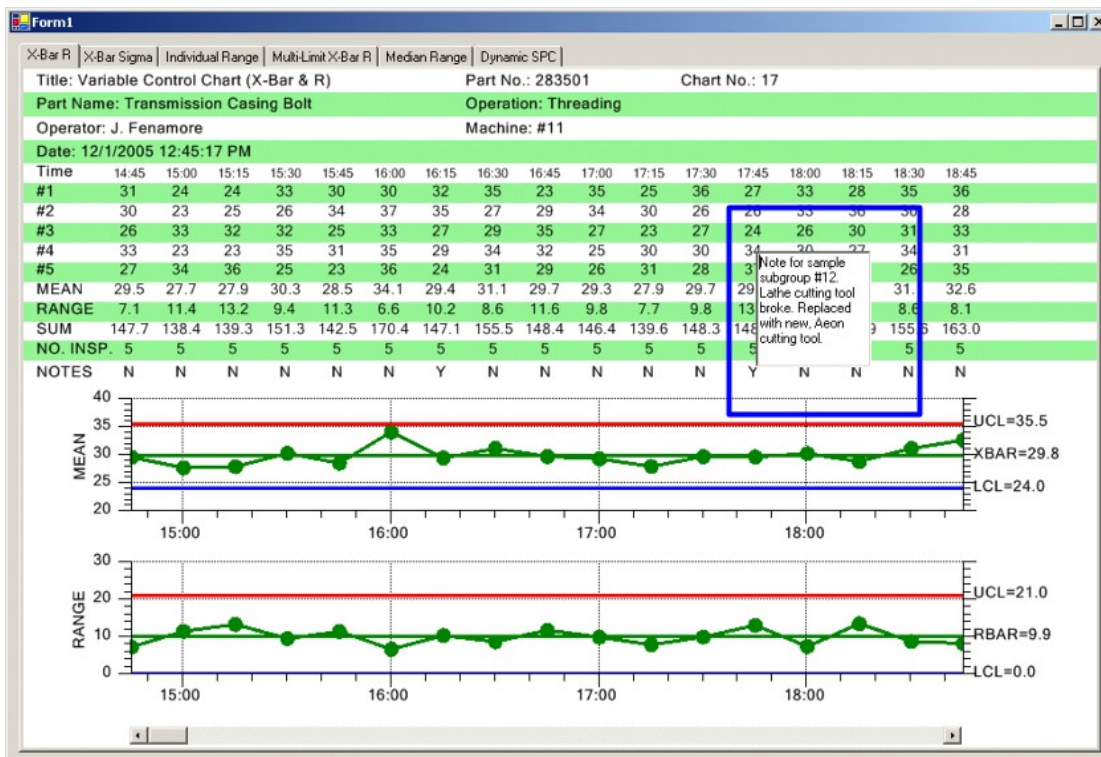 Form1
X-Bar R X-Bar Sigma Individual Range Multi-Limit X-Bar R Median Range Dynamic SPC
Title: Variable Control Chart (X-Bar & R) Part No.: 283501 Chart No.: 17
Part Name: Transmission Casing Bolt Operation: Threading
Operator: J. Fenamore Machine: #11
Date: 12/1/2005 12:45:17 PM
Time 14:45 15:00 15:15 15:30 15:45 16:00 16:15 16:30 16:45 17:00 17:15 17:30 17:45 18:00 18:15 18:30 18:45
#1 31 24 24 33 30 30 32 35 23 35 25 36 27 33 28 35 36
#2 30 23 25 26 34 37 35 27 29 34 30 26 26 33 36 30 28
#3 26 33 32 32 25 33 27 29 35 27 23 27 24 26 30 31 33
#4 33 23 23 35 31 35 29 34 32 25 30 30 34 30 27 34 31
#5 27 34 36 25 23 36 24 31 29 26 31 28 26 35
MEAN 29.5 27.7 27.9 30.3 28.5 34.1 29.4 31.1 29.7 29.3 27.9 29.7 32.6
RANGE 7.1 11.4 13.2 9.4 11.3 6.6 10.2 8.6 11.6 9.8 7.7 9.8 8.6 8.1
SUM 147.7 138.4 139.3 151.3 142.5 170.4 147.1 155.5 148.4 146.4 139.6 148.3 155.6 163.0
NO. INSP. 5 5 5 5 5 5 5 5 5 5 5 5 5 5 5
NOTES N N N N N N Y N N N N N Y N N N N
Note for sample
subgroup #12.
Lathe cutting tool
broke. Replaced
with new, Aeon
cutting tool.
MEAN
40
35
30
25
20
UCL=35.5
XBAR=29.8
LCL=24.0
15:00 16:00 17:00 18:00
RANGE
30
20
10
0
UCL=21.0
RBAR=9.9
LCL=0.0
15:00 16:00 17:00 18:00